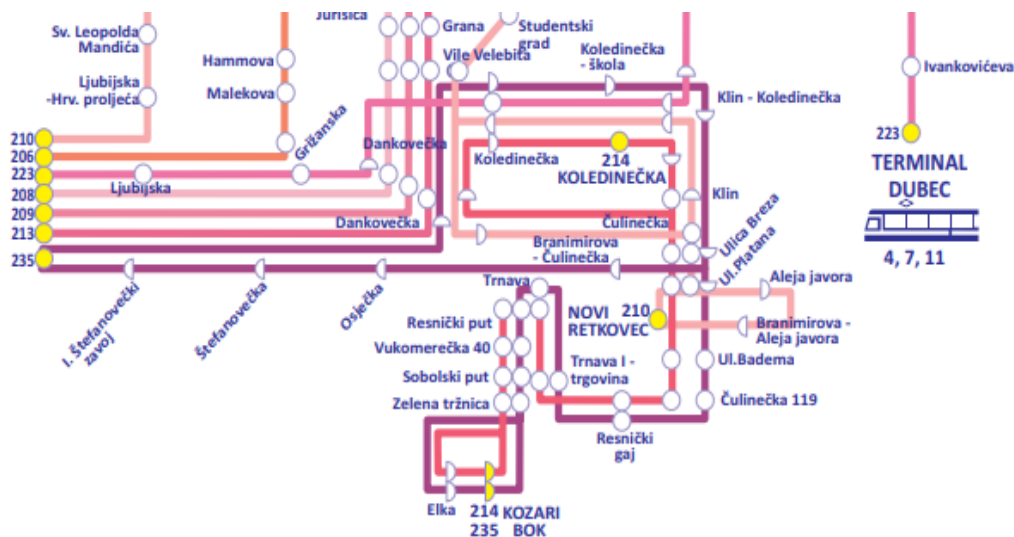 Jurišića
Sv. Leopolda
Mandića
Grana
Studentski
grad
Hammova
Vile Velebita
Koledinečka
- škola
Ivankovićeva
Ljubijska
-Hrv. proljeća
Malekova
Klin - Koledinečka
210
206
223
208
209
213
235
Ljubijska
Grižanska
Dankovečka
Dankovečka
Koledinečka
214
KOLEDINEČKA
Klin
Čulinečka
Branimirova -
Čulinečka
Ulica Breza
Ul.Platana
223
TERMINAL
DUBEC
4, 7, 11
I. Štefanovečki
zavoj
Štefanovečka
Osječka
Trnava
Resnički put
Vukomerečka 40
Sobolski put
Zelena tržnica
NOVI 210
RETKOVEC
Aleja javora
Branimirova -
Aleja javora
Trnava I -
trgovina
Ul.Badema
Čulinečka 119
Resnički
gaj
Elka
214 KOZARI
235 BOK